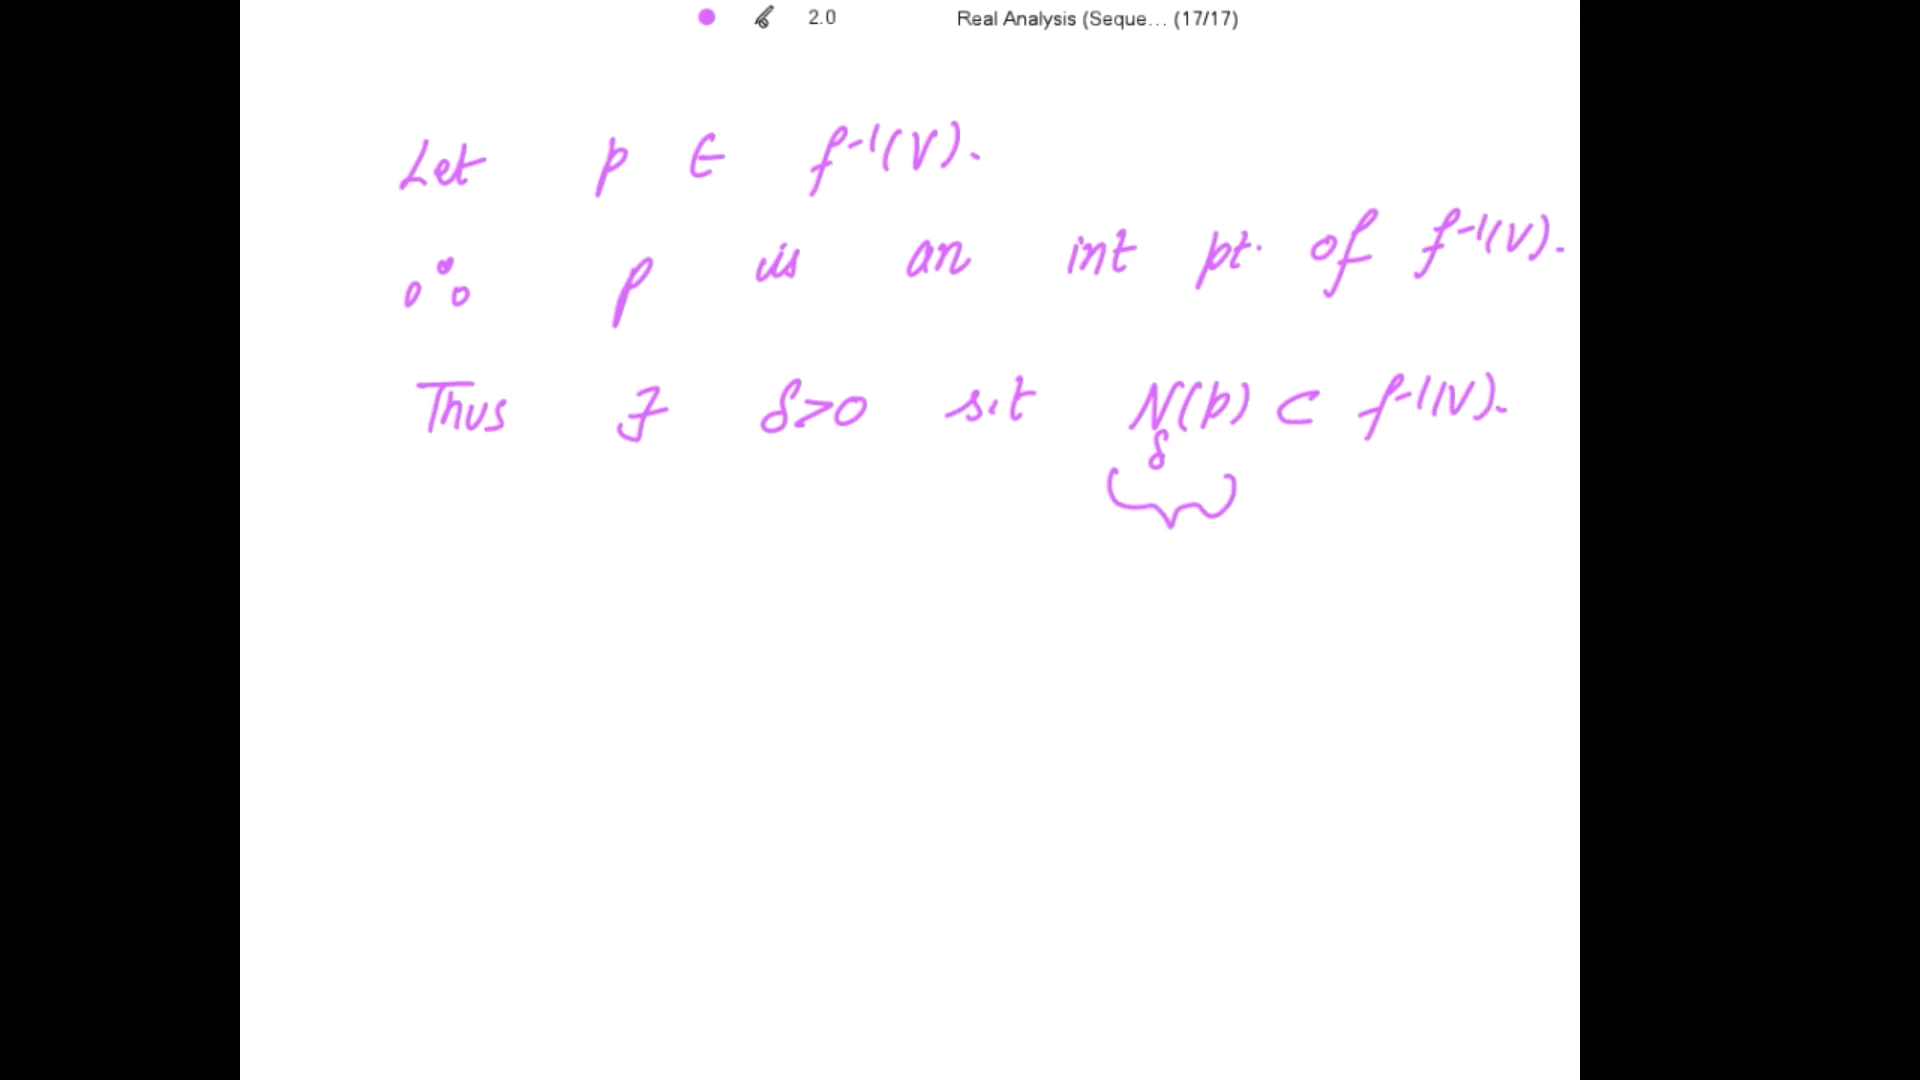 2.0 Real Analysis (Seque... (17/17)
Let p ∈ f⁻¹(V).
∴ p is an int pt. of f⁻¹(V).
Thus ∃ δ>0 s.t N_δ(p) ⊂ f⁻¹(V).